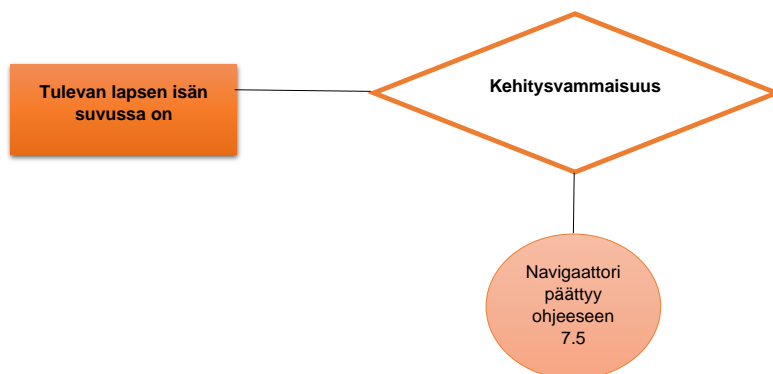 Tulevan lapsen isän
suvussa on
Kehitysvammaisuus
Navigaattori
päättyy
ohjeeseen
7.5